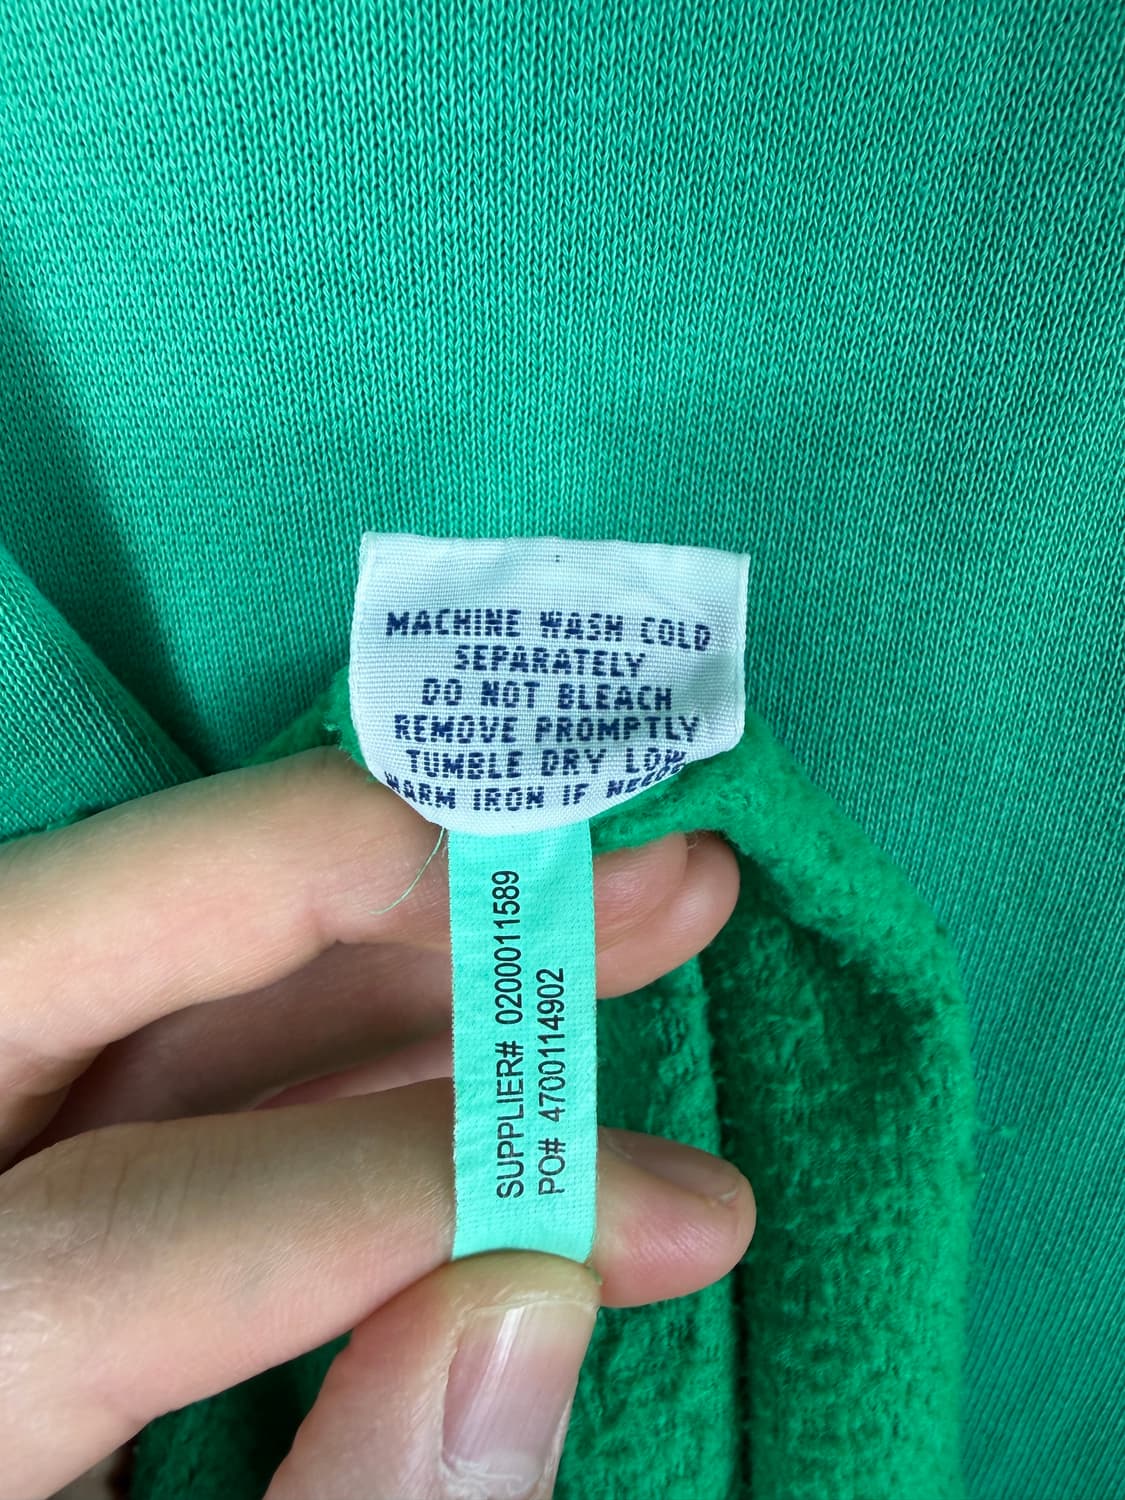 MACHINE WASH COLD
SEPARATELY
DO NOT BLEACH
REMOVE PROMPTLY
TUMBLE DRY LOW
WARM IRON IF NEEDED
SUPPLIER# 0200011589
PO# 4700114902